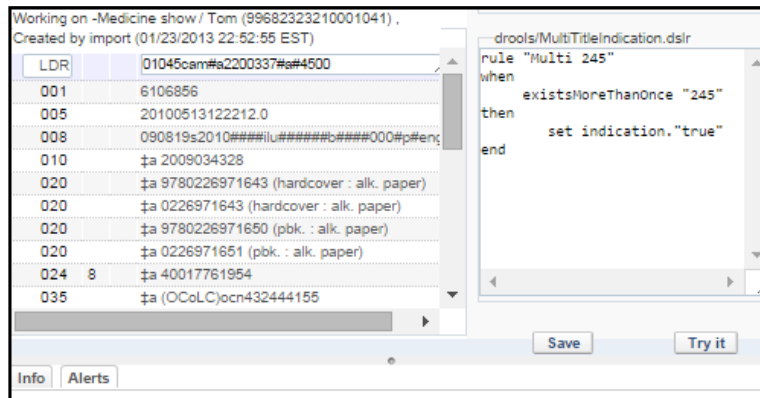 Working on -Medicine show / Tom (99682323210001041) ,
Created by import (01/23/2013 22:52:55 EST)
LDR 01045cam#a2200337#a#4500
001 6106856
005 20100513122212.0
008 090819s2010####ilu######b####000#p#eng
010 ‡a 2009034328
020 ‡a 9780226971643 (hardcover : alk. paper)
020 ‡a 0226971643 (hardcover : alk. paper)
020 ‡a 9780226971650 (pbk. : alk. paper)
020 ‡a 0226971651 (pbk. : alk. paper)
024 8 ‡a 40017761954
035 ‡a (OCoLC)ocn432444155
drools/MultiTitleIndication.dslr
rule "Multi 245"
when
existsMoreThanOnce "245"
then
set indication."true"
end
Save Try it
Info Alerts